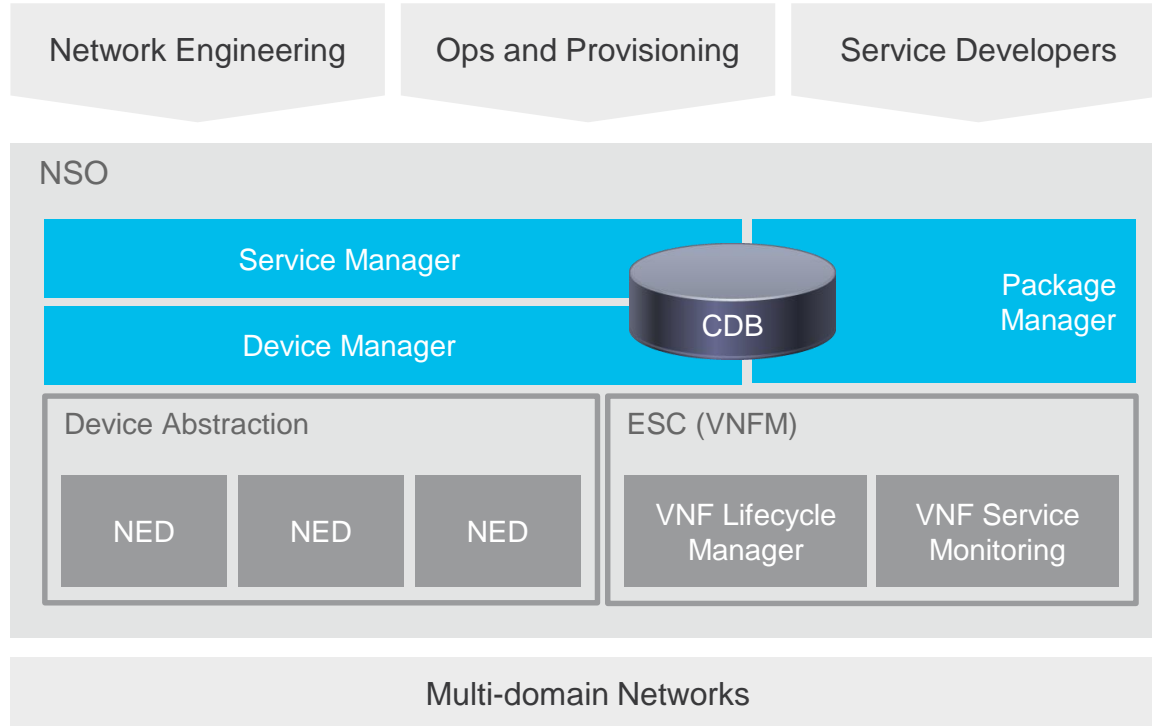 Network Engineering
Ops and Provisioning
Service Developers
NSO
Service Manager
Device Manager
CDB
Package
Manager
Device Abstraction
NED
NED
NED
ESC (VNFM)
VNF Lifecycle
Manager
VNF Service
Monitoring
Multi-domain Networks